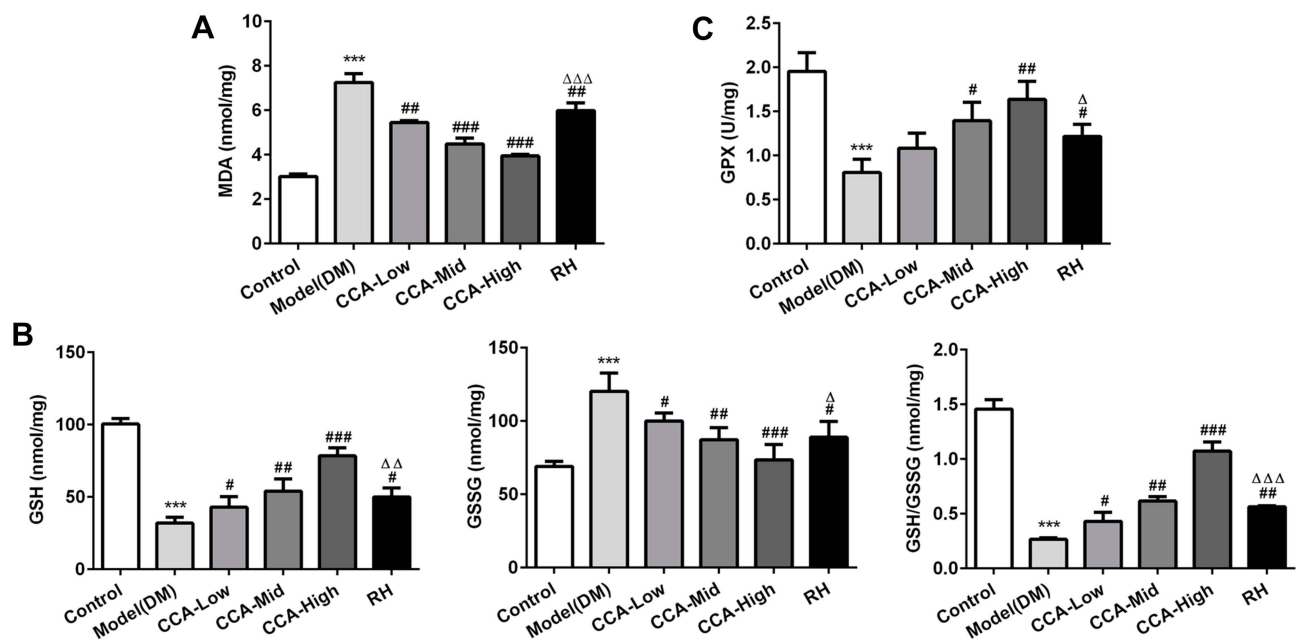 A
MDA (nmol/mg)
10
8
6
4
2
0
***
##
###
###
ΔΔΔ
##
Control
Model(DM)
CCA-Low
CCA-Mid
CCA-High
RH
C
GPX (U/mg)
2.5
2.0
1.5
1.0
0.5
0.0
***
#
##
Δ
#
Control
Model(DM)
CCA-Low
CCA-Mid
CCA-High
RH
B
GSH (nmol/mg)
150
100
50
0
***
#
##
###
ΔΔ
#
Control
Model(DM)
CCA-Low
CCA-Mid
CCA-High
RH
GSSG (nmol/mg)
150
100
50
0
***
#
##
###
Δ
#
Control
Model(DM)
CCA-Low
CCA-Mid
CCA-High
RH
GSH/GSSG (nmol/mg)
2.0
1.5
1.0
0.5
0.0
***
#
##
###
ΔΔΔ
##
Control
Model(DM)
CCA-Low
CCA-Mid
CCA-High
RH